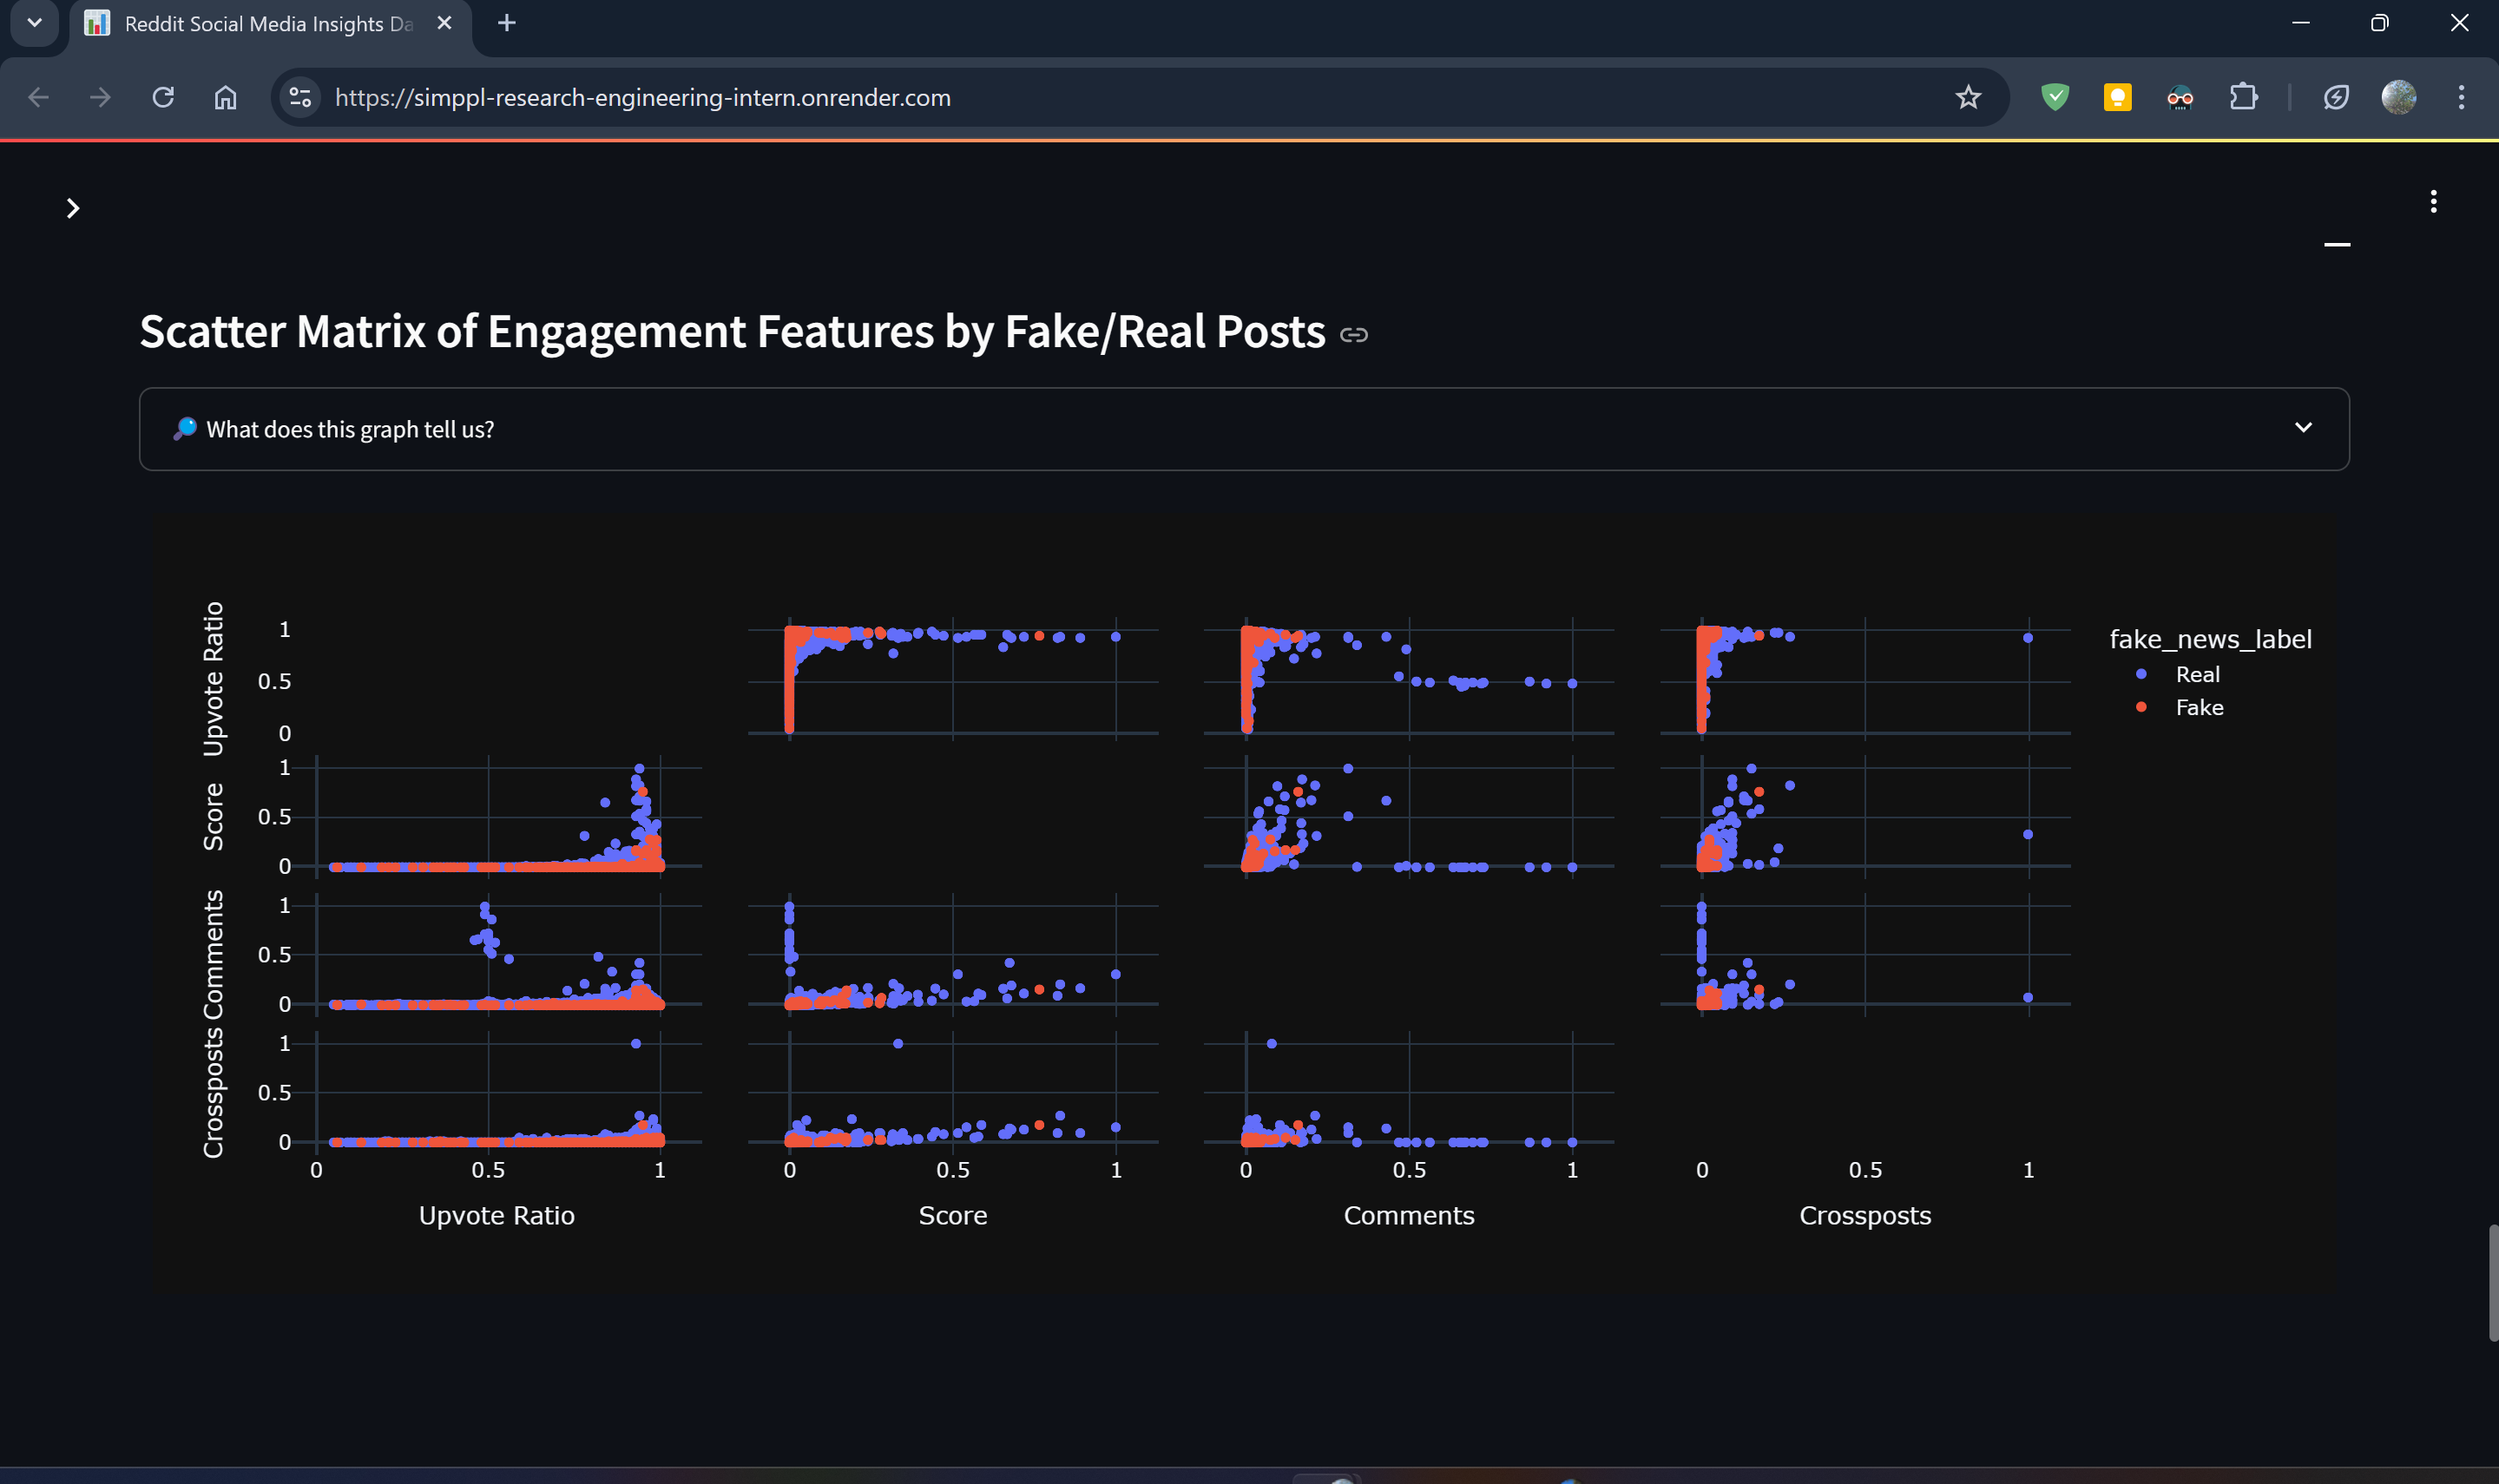 Reddit Social Media Insights Da
https://simppl-research-engineering-intern.onrender.com
Scatter Matrix of Engagement Features by Fake/Real Posts
What does this graph tell us?
Upvote Ratio
1
0.5
0
Score
1
0.5
0
Comments
1
0.5
0
Crossposts
1
0.5
0
0 0.5 1 0 0.5 1 0 0.5 1 0 0.5 1
Upvote Ratio Score Comments Crossposts
fake_news_label
Real
Fake